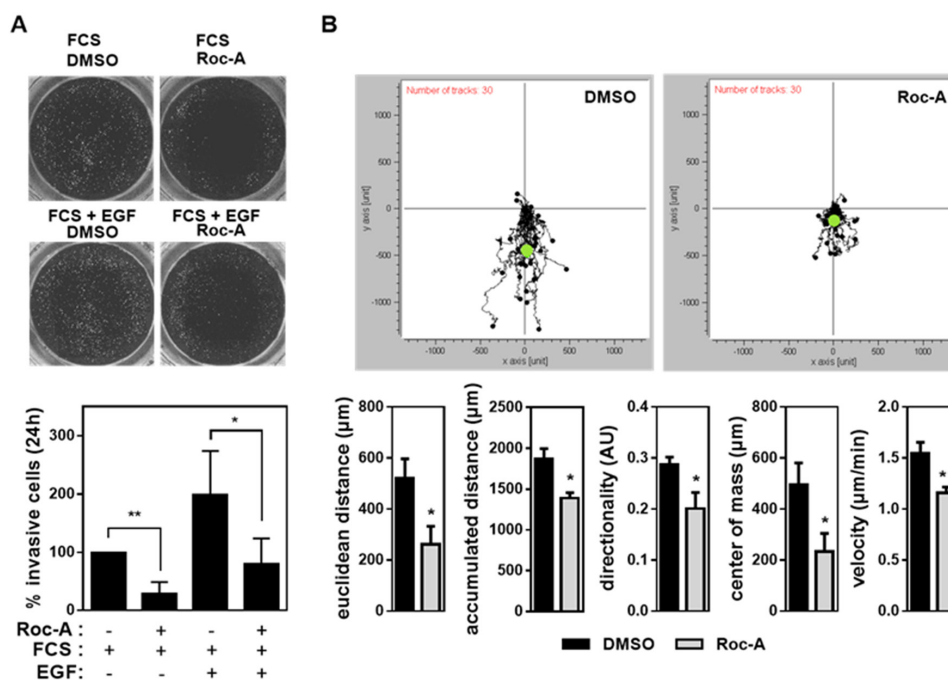 A
B
FCS
DMSO
FCS
Roc-A
FCS + EGF
DMSO
FCS + EGF
Roc-A
% invasive cells (24h)
300
200
100
0
**
*
Roc-A : - + - +
FCS : + + + +
EGF : - - + +
Number of tracks: 30
DMSO
y axis [unit]
1000
500
0
-500
-1000
-1000 -500 0 500 1000
x axis [unit]
Number of tracks: 30
Roc-A
y axis [unit]
1000
500
0
-500
-1000
-1000 -500 0 500 1000
x axis [unit]
euclidean distance (µm)
800
600
400
200
0
*
accumulated distance (µm)
2500
2000
1500
1000
500
0
*
directionality (AU)
0.4
0.3
0.2
0.1
0.0
*
center of mass (µm)
800
600
400
200
0
*
velocity (µm/min)
2.0
1.5
1.0
0.5
0.0
*
DMSO Roc-A